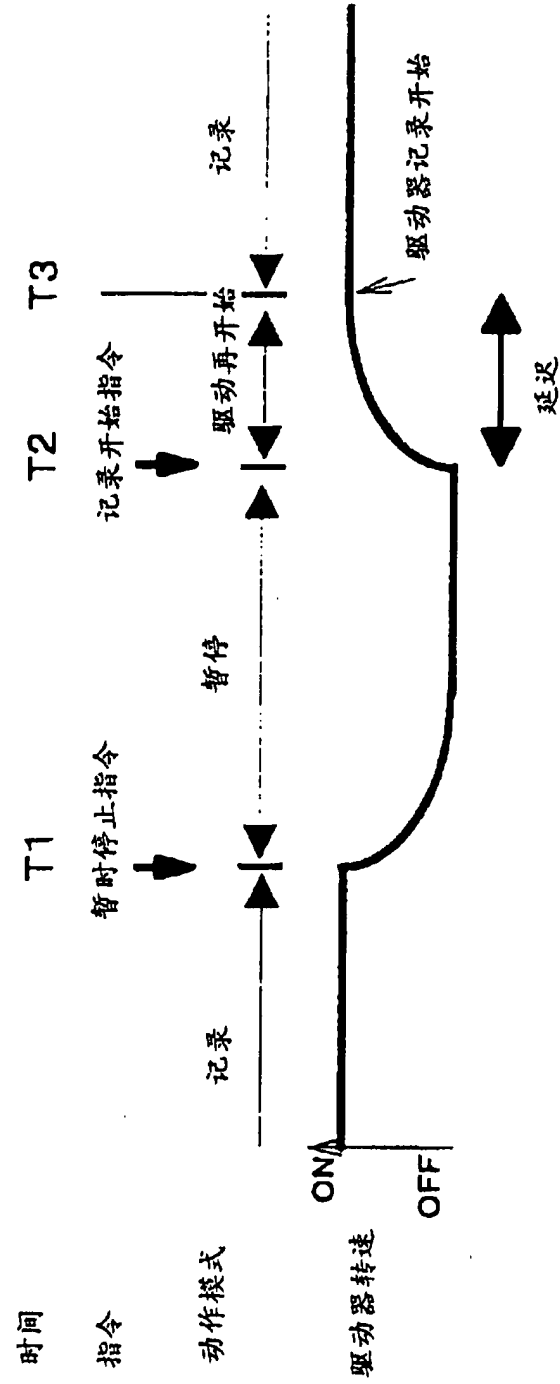 时间
T1
T2
T3
指令
暂时停止指令
记录开始指令
动作模式
记录
暂停
驱动再开始
记录
驱动器转速
ON
OFF
驱动器记录开始
延迟